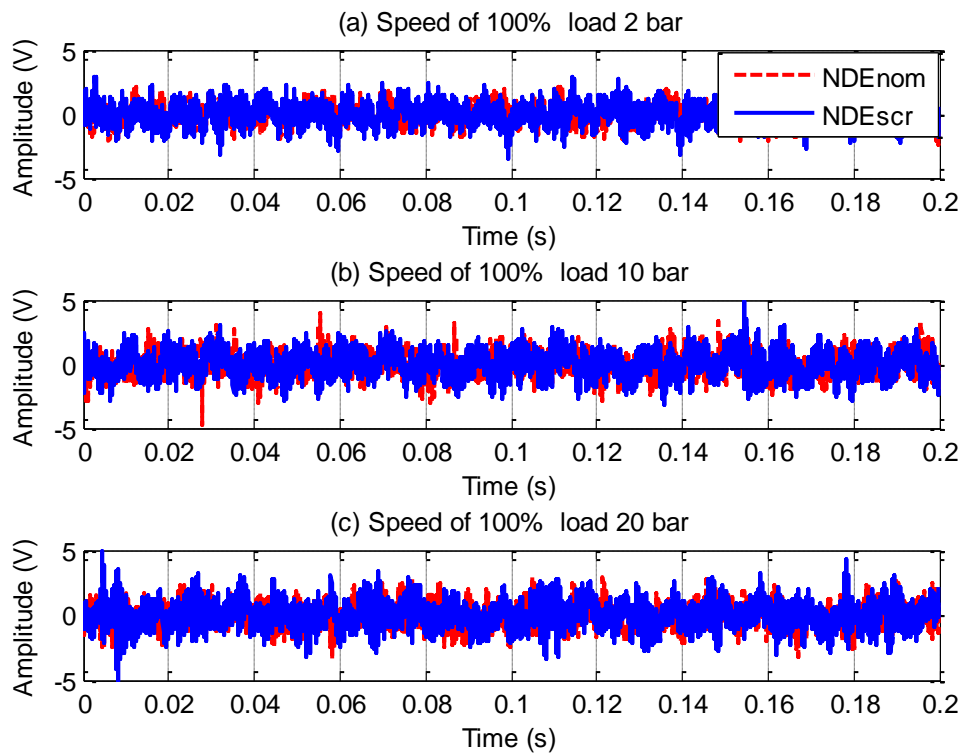 (a) Speed of 100%  load 2 bar
Amplitude (V)
5
0
-5
NDEnom
NDEscr
0 0.02 0.04 0.06 0.08 0.1 0.12 0.14 0.16 0.18 0.2
Time (s)
(b) Speed of 100%  load 10 bar
Amplitude (V)
5
0
-5
0 0.02 0.04 0.06 0.08 0.1 0.12 0.14 0.16 0.18 0.2
Time (s)
(c) Speed of 100%  load 20 bar
Amplitude (V)
5
0
-5
0 0.02 0.04 0.06 0.08 0.1 0.12 0.14 0.16 0.18 0.2
Time (s)